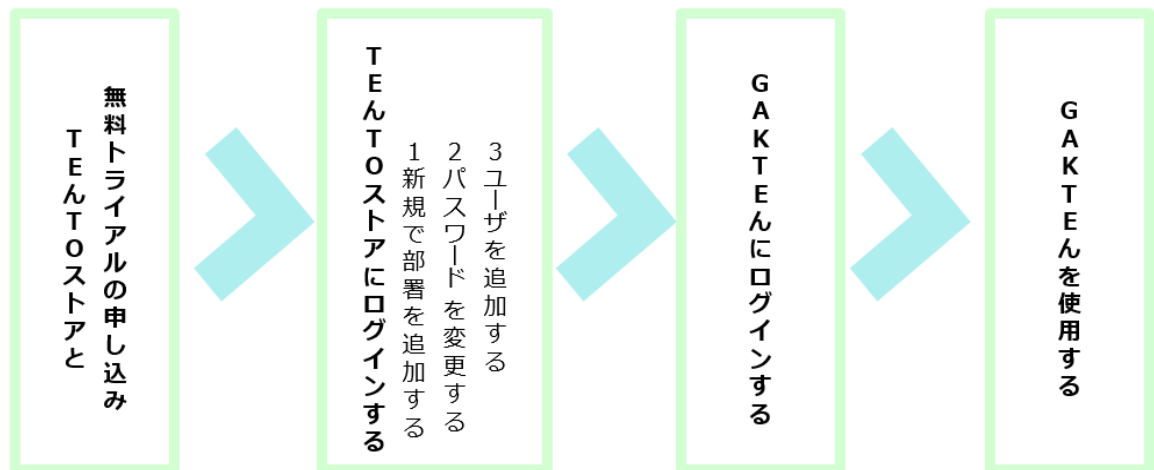 TEんTOストアと
無料トライアルの申し込み
TEんTOストアにログインする
1新規で部署を追加する
2パスワードを変更する
3ユーザを追加する
GAKTEんにログインする
GAKTEんを使用する